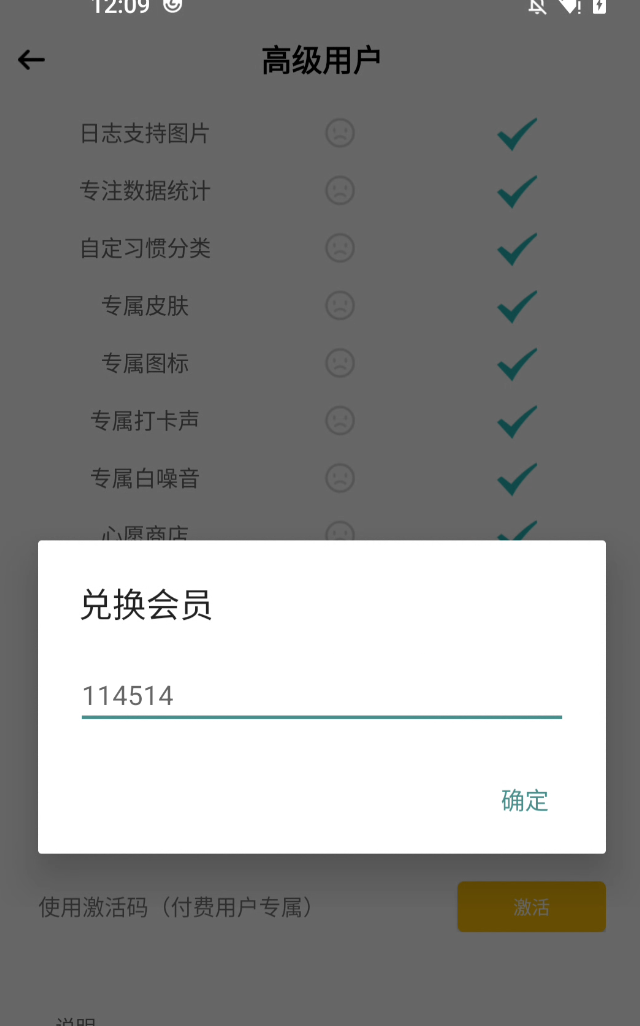 12:09
高级用户
日志支持图片
专注数据统计
自定习惯分类
专属皮肤
专属图标
专属打卡声
专属白噪音
心愿商店
兑换会员
114514
确定
使用激活码（付费用户专属）
激活
说明